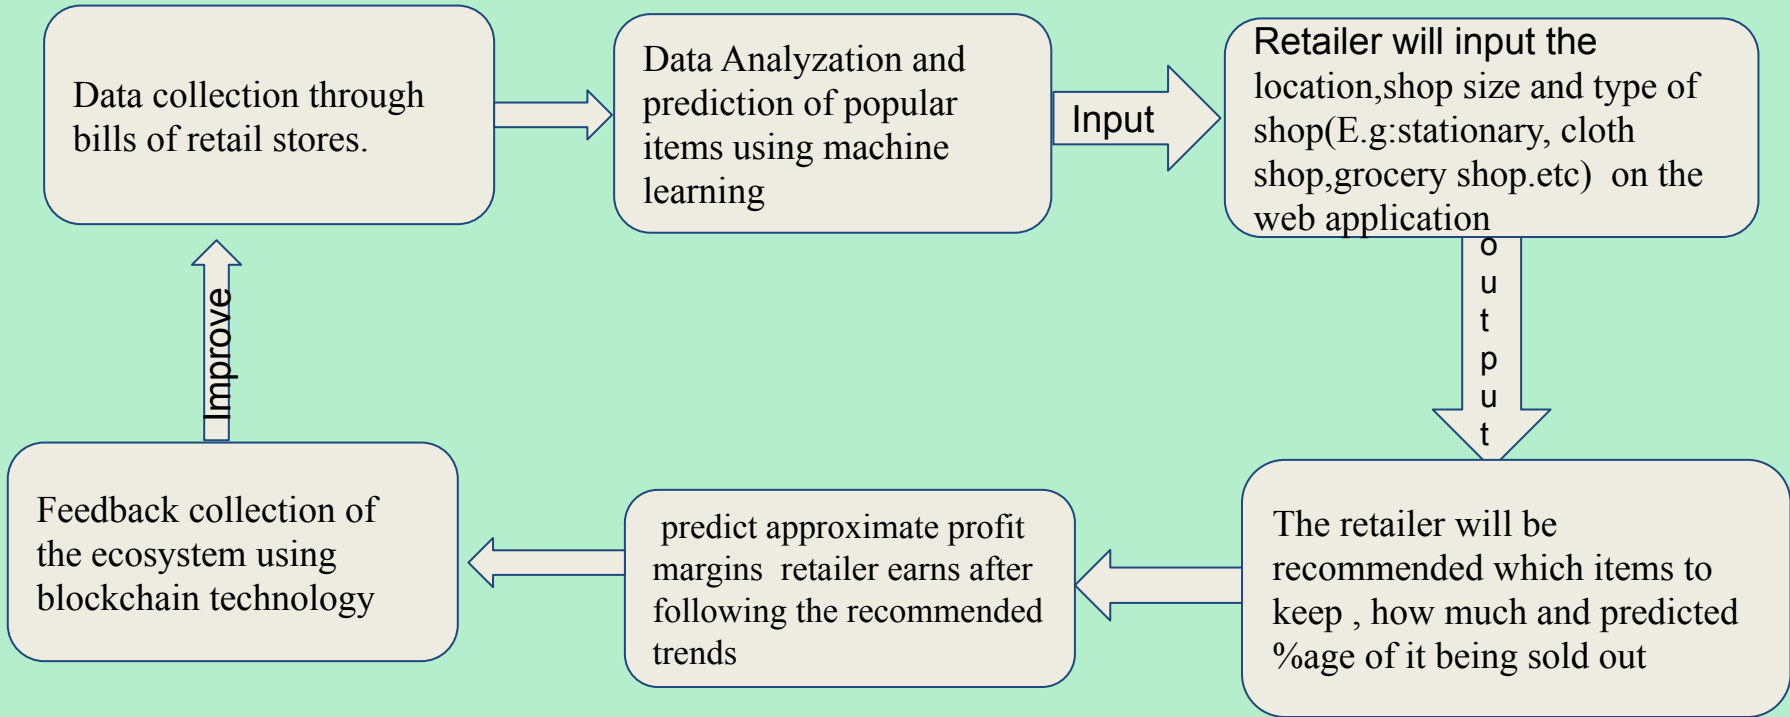 Data collection through
bills of retail stores.
Data Analyzation and
prediction of popular
items using machine
learning
Input
Retailer will input the
location,shop size and type of
shop(E.g:stationary, cloth
shop,grocery shop.etc)  on the
web application
output
The retailer will be
recommended which items to
keep , how much and predicted
%age of it being sold out
predict approximate profit
margins  retailer earns after
following the recommended
trends
Feedback collection of
the ecosystem using
blockchain technology
Improve